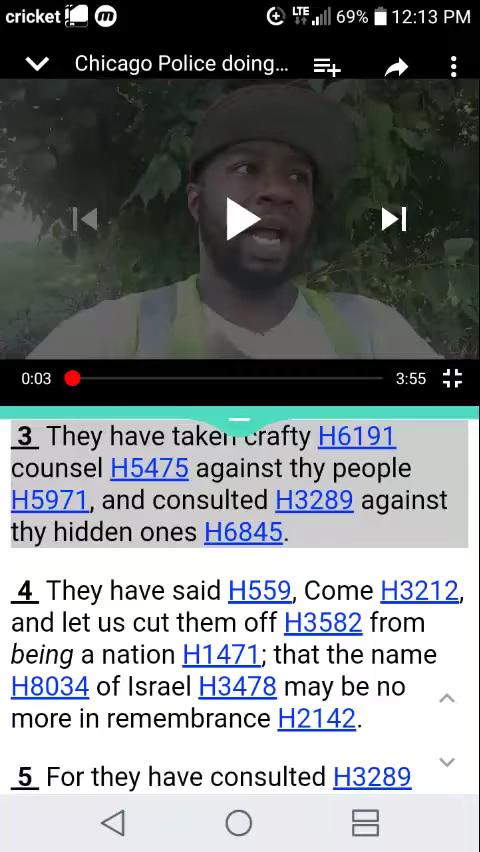 cricket LTE 69% 12:13 PM
Chicago Police doing...
0:03 3:55
3 They have taken crafty H6191
counsel H5475 against thy people
H5971, and consulted H3289 against
thy hidden ones H6845.
4 They have said H559, Come H3212,
and let us cut them off H3582 from
being a nation H1471; that the name
H8034 of Israel H3478 may be no
more in remembrance H2142.
5 For they have consulted H3289